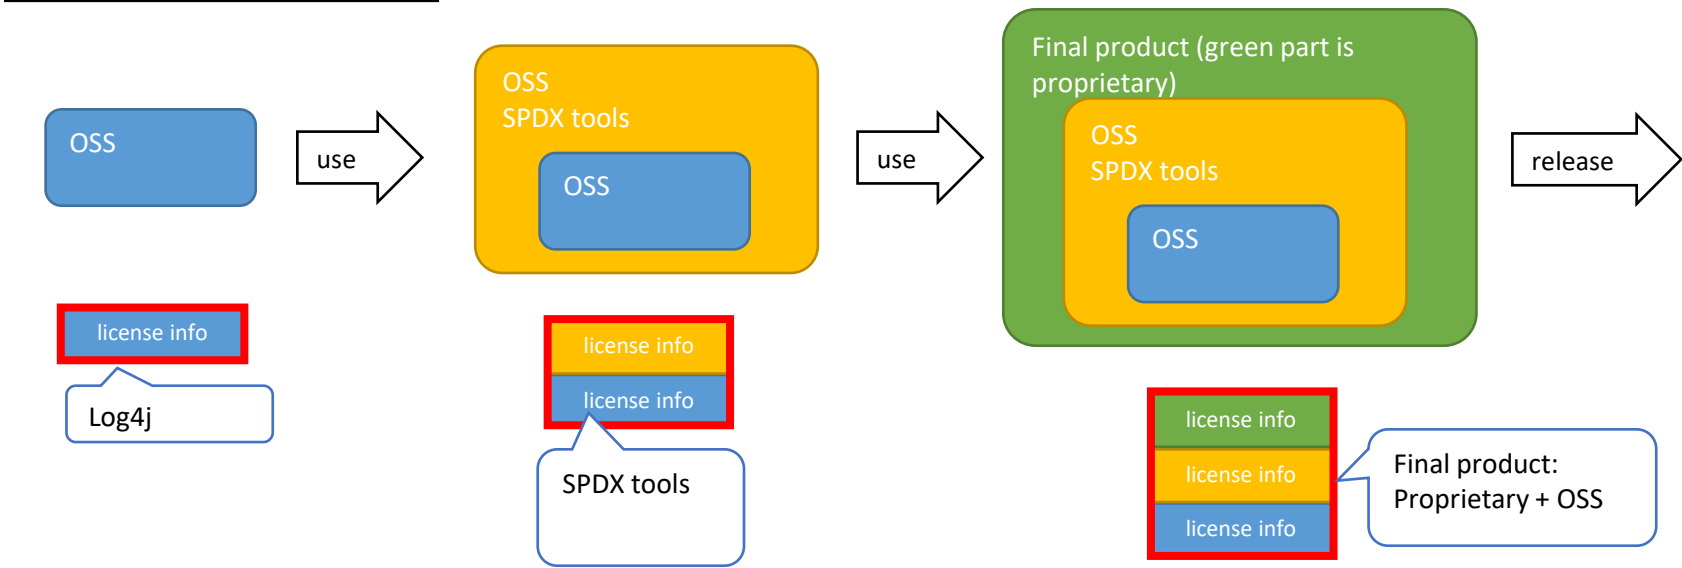 OSS
use
OSS
SPDX tools
OSS
use
Final product (green part is
proprietary)
OSS
SPDX tools
OSS
release
license info
Log4j
license info
license info
SPDX tools
license info
license info
license info
Final product:
Proprietary + OSS